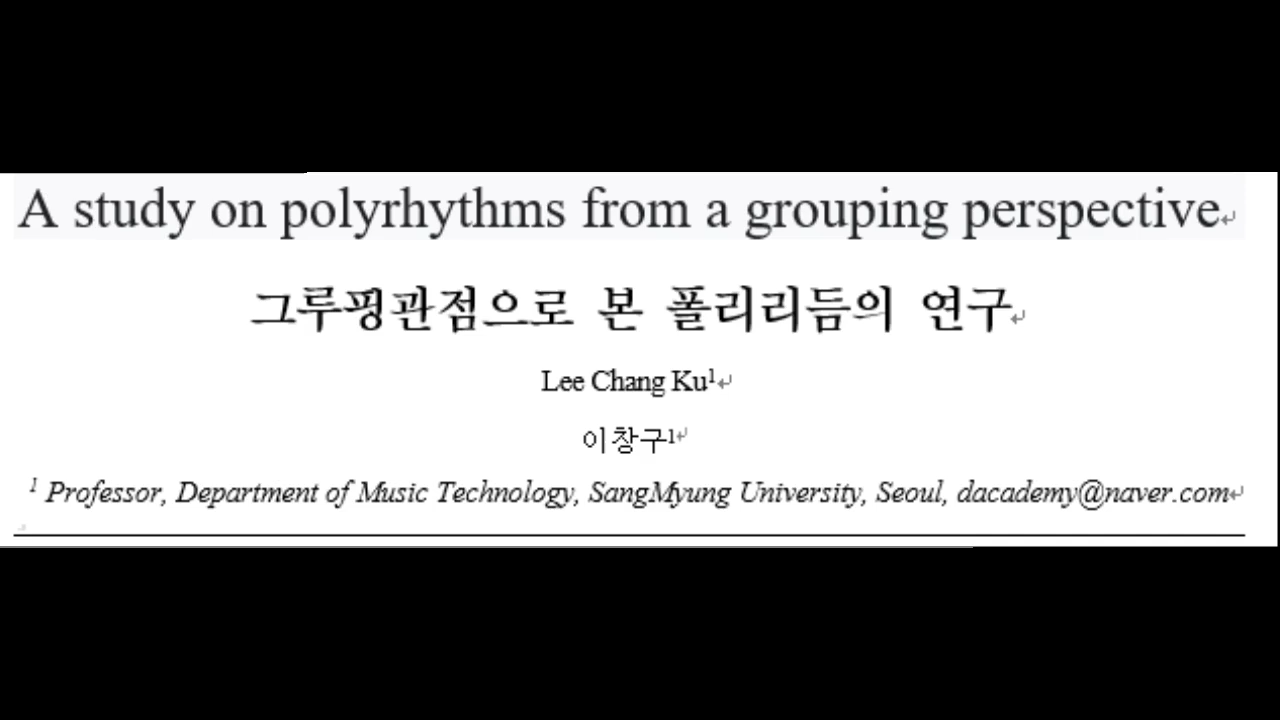 A study on polyrhythms from a grouping perspective
그루핑관점으로 본 폴리리듬의 연구
Lee Chang Ku¹
이창구¹
¹ Professor, Department of Music Technology, SangMyung University, Seoul, dacademy@naver.com